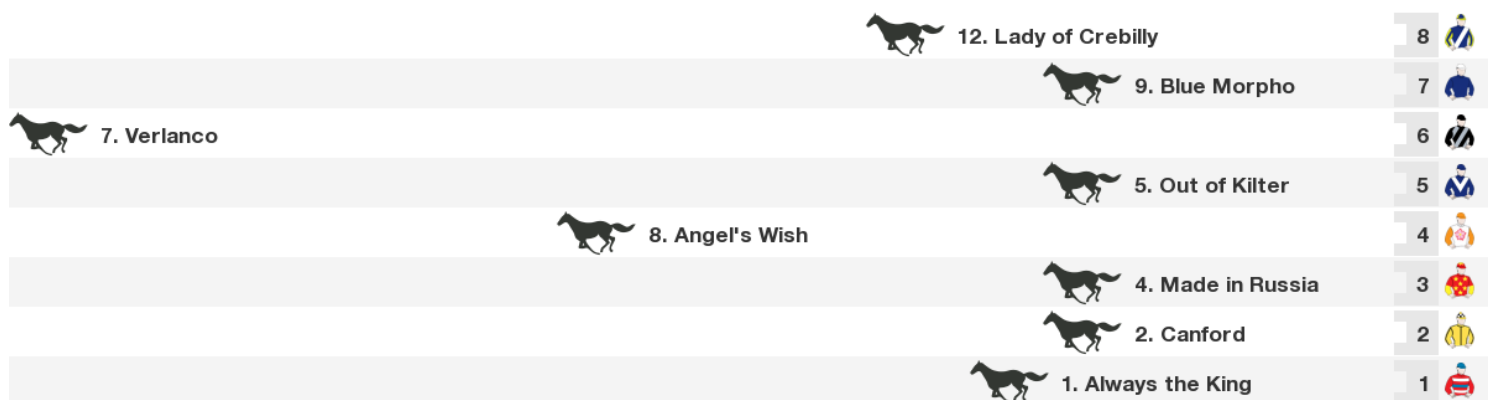 12. Lady of Crebilly 8
9. Blue Morpho 7
7. Verlanco 6
5. Out of Kilter 5
8. Angel's Wish 4
4. Made in Russia 3
2. Canford 2
1. Always the King 1